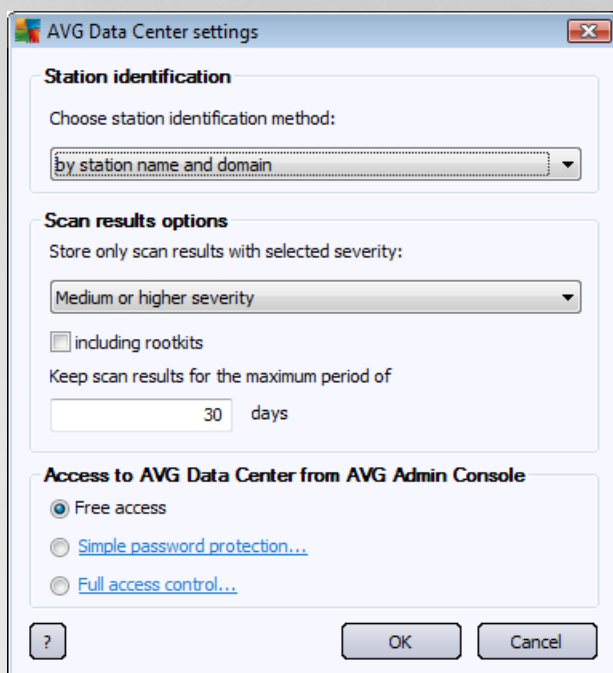 AVG Data Center settings
Station identification
Choose station identification method:
by station name and domain
Scan results options
Store only scan results with selected severity:
Medium or higher severity
including rootkits
Keep scan results for the maximum period of
30 days
Access to AVG Data Center from AVG Admin Console
Free access
Simple password protection...
Full access control...
? OK Cancel